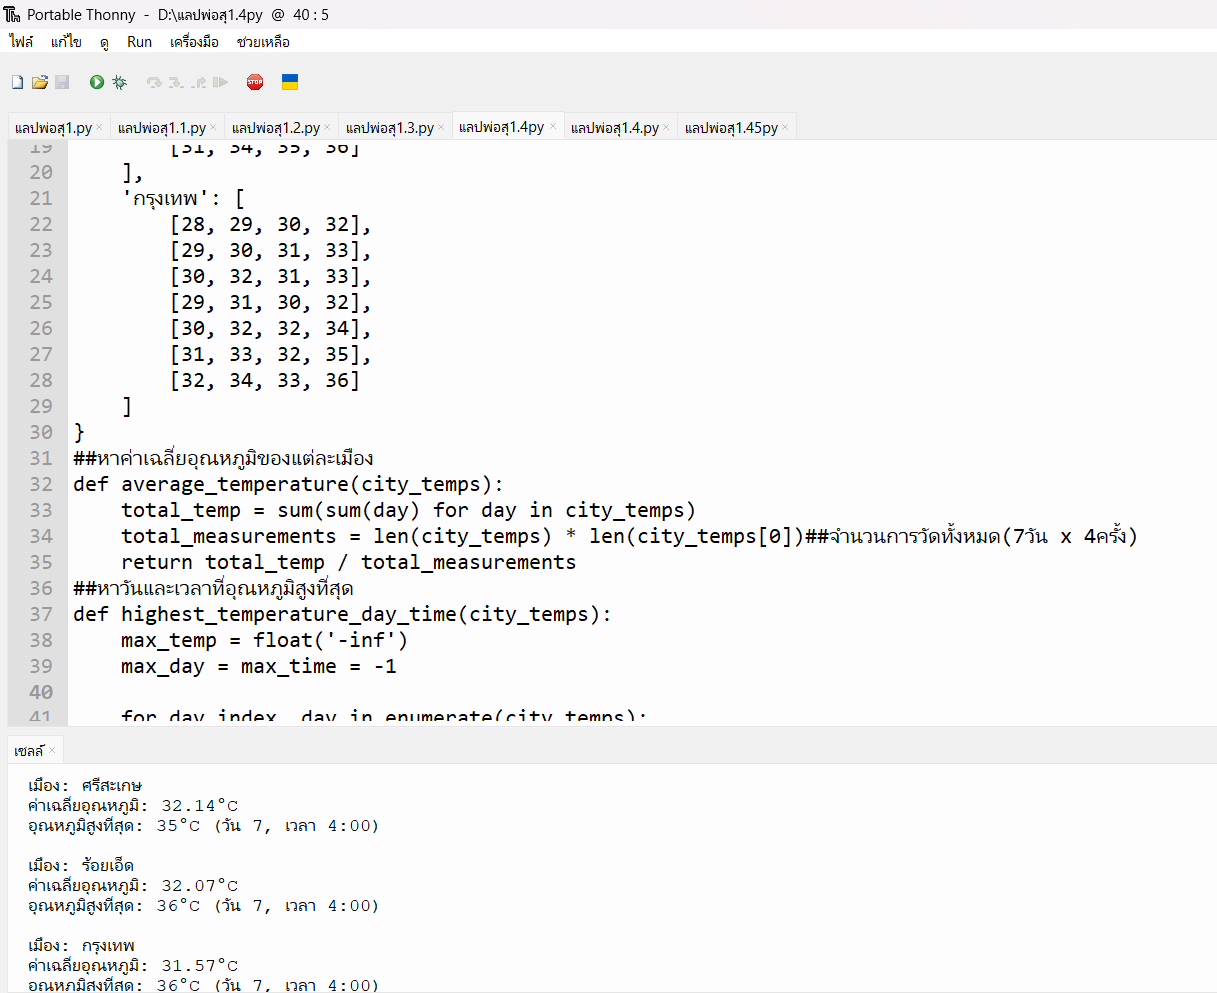 Portable Thonny - D:\แลปพ่อสุ1.4py @ 40 : 5
ไฟล์ แก้ไข ดู Run เครื่องมือ ช่วยเหลือ
STOP
แลปพ่อสุ1.py × แลปพ่อสุ1.1.py × แลปพ่อสุ1.2.py × แลปพ่อสุ1.3.py × แลปพ่อสุ1.4py × แลปพ่อสุ1.4.py × แลปพ่อสุ1.45py ×
19 [31, 34, 35, 36]
20 ],
21 'กรุงเทพ': [
22 [28, 29, 30, 32],
23 [29, 30, 31, 33],
24 [30, 32, 31, 33],
25 [29, 31, 30, 32],
26 [30, 32, 32, 34],
27 [31, 33, 32, 35],
28 [32, 34, 33, 36]
29 ]
30 }
31 ##หาค่าเฉลี่ยอุณหภูมิของแต่ละเมือง
32 def average_temperature(city_temps):
33 total_temp = sum(sum(day) for day in city_temps)
34 total_measurements = len(city_temps) * len(city_temps[0])##จำนวนการวัดทั้งหมด(7วัน x 4ครั้ง)
35 return total_temp / total_measurements
36 ##หาวันและเวลาที่อุณหภูมิสูงที่สุด
37 def highest_temperature_day_time(city_temps):
38 max_temp = float('-inf')
39 max_day = max_time = -1
40
41 for day_index, day in enumerate(city_temps):
เชลล์ ×
เมือง: ศรีสะเกษ
ค่าเฉลี่ยอุณหภูมิ: 32.14°C
อุณหภูมิสูงที่สุด: 35°C (วัน 7, เวลา 4:00)
เมือง: ร้อยเอ็ด
ค่าเฉลี่ยอุณหภูมิ: 32.07°C
อุณหภูมิสูงที่สุด: 36°C (วัน 7, เวลา 4:00)
เมือง: กรุงเทพ
ค่าเฉลี่ยอุณหภูมิ: 31.57°C
อุณหภูมิสูงที่สุด: 36°C (วัน 7, เวลา 4:00)